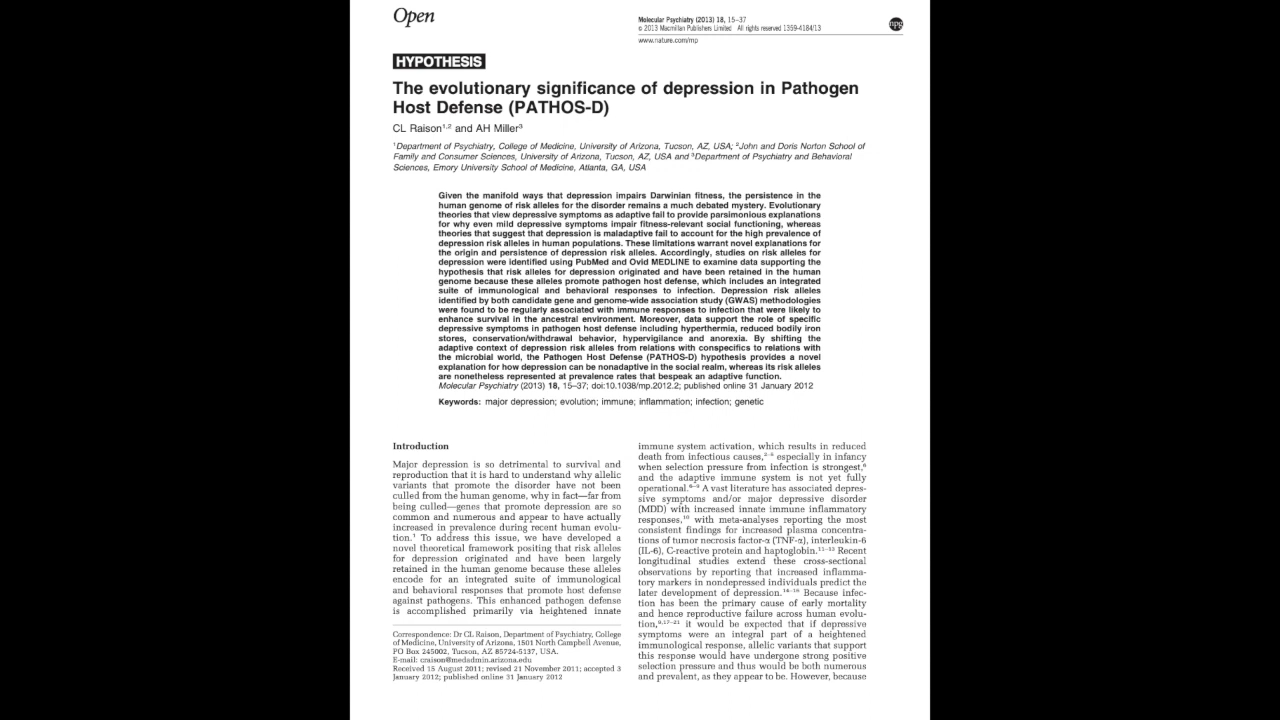 Open
Molecular Psychiatry (2013) 18, 15–37
© 2013 Macmillan Publishers Limited All rights reserved 1359-4184/13
npg
www.nature.com/mp
HYPOTHESIS
The evolutionary significance of depression in Pathogen
Host Defense (PATHOS-D)
CL Raison1,2 and AH Miller3
1Department of Psychiatry, College of Medicine, University of Arizona, Tucson, AZ, USA; 2John and Doris Norton School of
Family and Consumer Sciences, University of Arizona, Tucson, AZ, USA and 3Department of Psychiatry and Behavioral
Sciences, Emory University School of Medicine, Atlanta, GA, USA
Given the manifold ways that depression impairs Darwinian fitness, the persistence in the
human genome of risk alleles for the disorder remains a much debated mystery. Evolutionary
theories that view depressive symptoms as adaptive fail to provide parsimonious explanations
for why even mild depressive symptoms impair fitness-relevant social functioning, whereas
theories that suggest that depression is maladaptive fail to account for the high prevalence of
depression risk alleles in human populations. These limitations warrant novel explanations for
the origin and persistence of depression risk alleles. Accordingly, studies on risk alleles for
depression were identified using PubMed and Ovid MEDLINE to examine data supporting the
hypothesis that risk alleles for depression originated and have been retained in the human
genome because these alleles promote pathogen host defense, which includes an integrated
suite of immunological and behavioral responses to infection. Depression risk alleles
identified by both candidate gene and genome-wide association study (GWAS) methodologies
were found to be regularly associated with immune responses to infection that were likely to
enhance survival in the ancestral environment. Moreover, data support the role of specific
depressive symptoms in pathogen host defense including hyperthermia, reduced bodily iron
stores, conservation/withdrawal behavior, hypervigilance and anorexia. By shifting the
adaptive context of depression risk alleles from relations with conspecifics to relations with
the microbial world, the Pathogen Host Defense (PATHOS-D) hypothesis provides a novel
explanation for how depression can be nonadaptive in the social realm, whereas its risk alleles
are nonetheless represented at prevalence rates that bespeak an adaptive function.
Molecular Psychiatry (2013) 18, 15–37; doi:10.1038/mp.2012.2; published online 31 January 2012
Keywords: major depression; evolution; immune; inflammation; infection; genetic
Introduction
Major depression is so detrimental to survival and
reproduction that it is hard to understand why allelic
variants that promote the disorder have not been
culled from the human genome, why in fact—far from
being culled—genes that promote depression are so
common and numerous and appear to have actually
increased in prevalence during recent human evolu-
tion.1 To address this issue, we have developed a
novel theoretical framework positing that risk alleles
for depression originated and have been largely
retained in the human genome because these alleles
encode for an integrated suite of immunological
and behavioral responses that promote host defense
against pathogens. This enhanced pathogen defense
is accomplished primarily via heightened innate
Correspondence: Dr CL Raison, Department of Psychiatry, College
of Medicine, University of Arizona, 1501 North Campbell Avenue,
PO Box 245002, Tucson, AZ 85724-5137, USA.
E-mail: craison@medadmin.arizona.edu
Received 15 August 2011; revised 21 November 2011; accepted 3
January 2012; published online 31 January 2012
immune system activation, which results in reduced
death from infectious causes,2–6 especially in infancy
when selection pressure from infection is strongest,6
and the adaptive immune system is not yet fully
operational.6–9 A vast literature has associated depres-
sive symptoms and/or major depressive disorder
(MDD) with increased innate immune inflammatory
responses,10 with meta-analyses reporting the most
consistent findings for increased plasma concentra-
tions of tumor necrosis factor-α (TNF-α), interleukin-6
(IL-6), C-reactive protein and haptoglobin.11–13 Recent
longitudinal studies extend these cross-sectional
observations by reporting that increased inflamma-
tory markers in nondepressed individuals predict the
later development of depression.14–16 Because infec-
tion has been the primary cause of early mortality
and hence reproductive failure across human evolu-
tion,9,17–21 it would be expected that if depressive
symptoms were an integral part of a heightened
immunological response, allelic variants that support
this response would have undergone strong positive
selection pressure and thus would be both numerous
and prevalent, as they appear to be. However, because